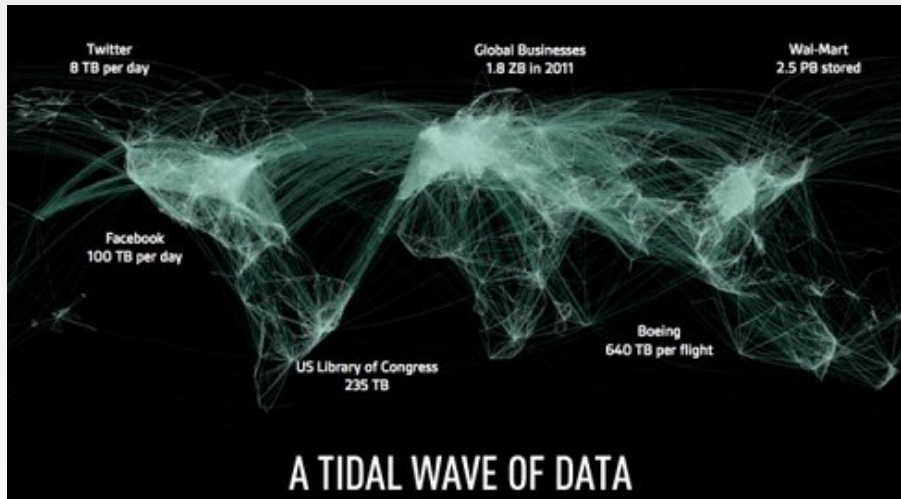 Twitter
8 TB per day
Global Businesses
1.8 ZB in 2011
Wal-Mart
2.5 PB stored
Facebook
100 TB per day
Boeing
640 TB per flight
US Library of Congress
235 TB
A TIDAL WAVE OF DATA